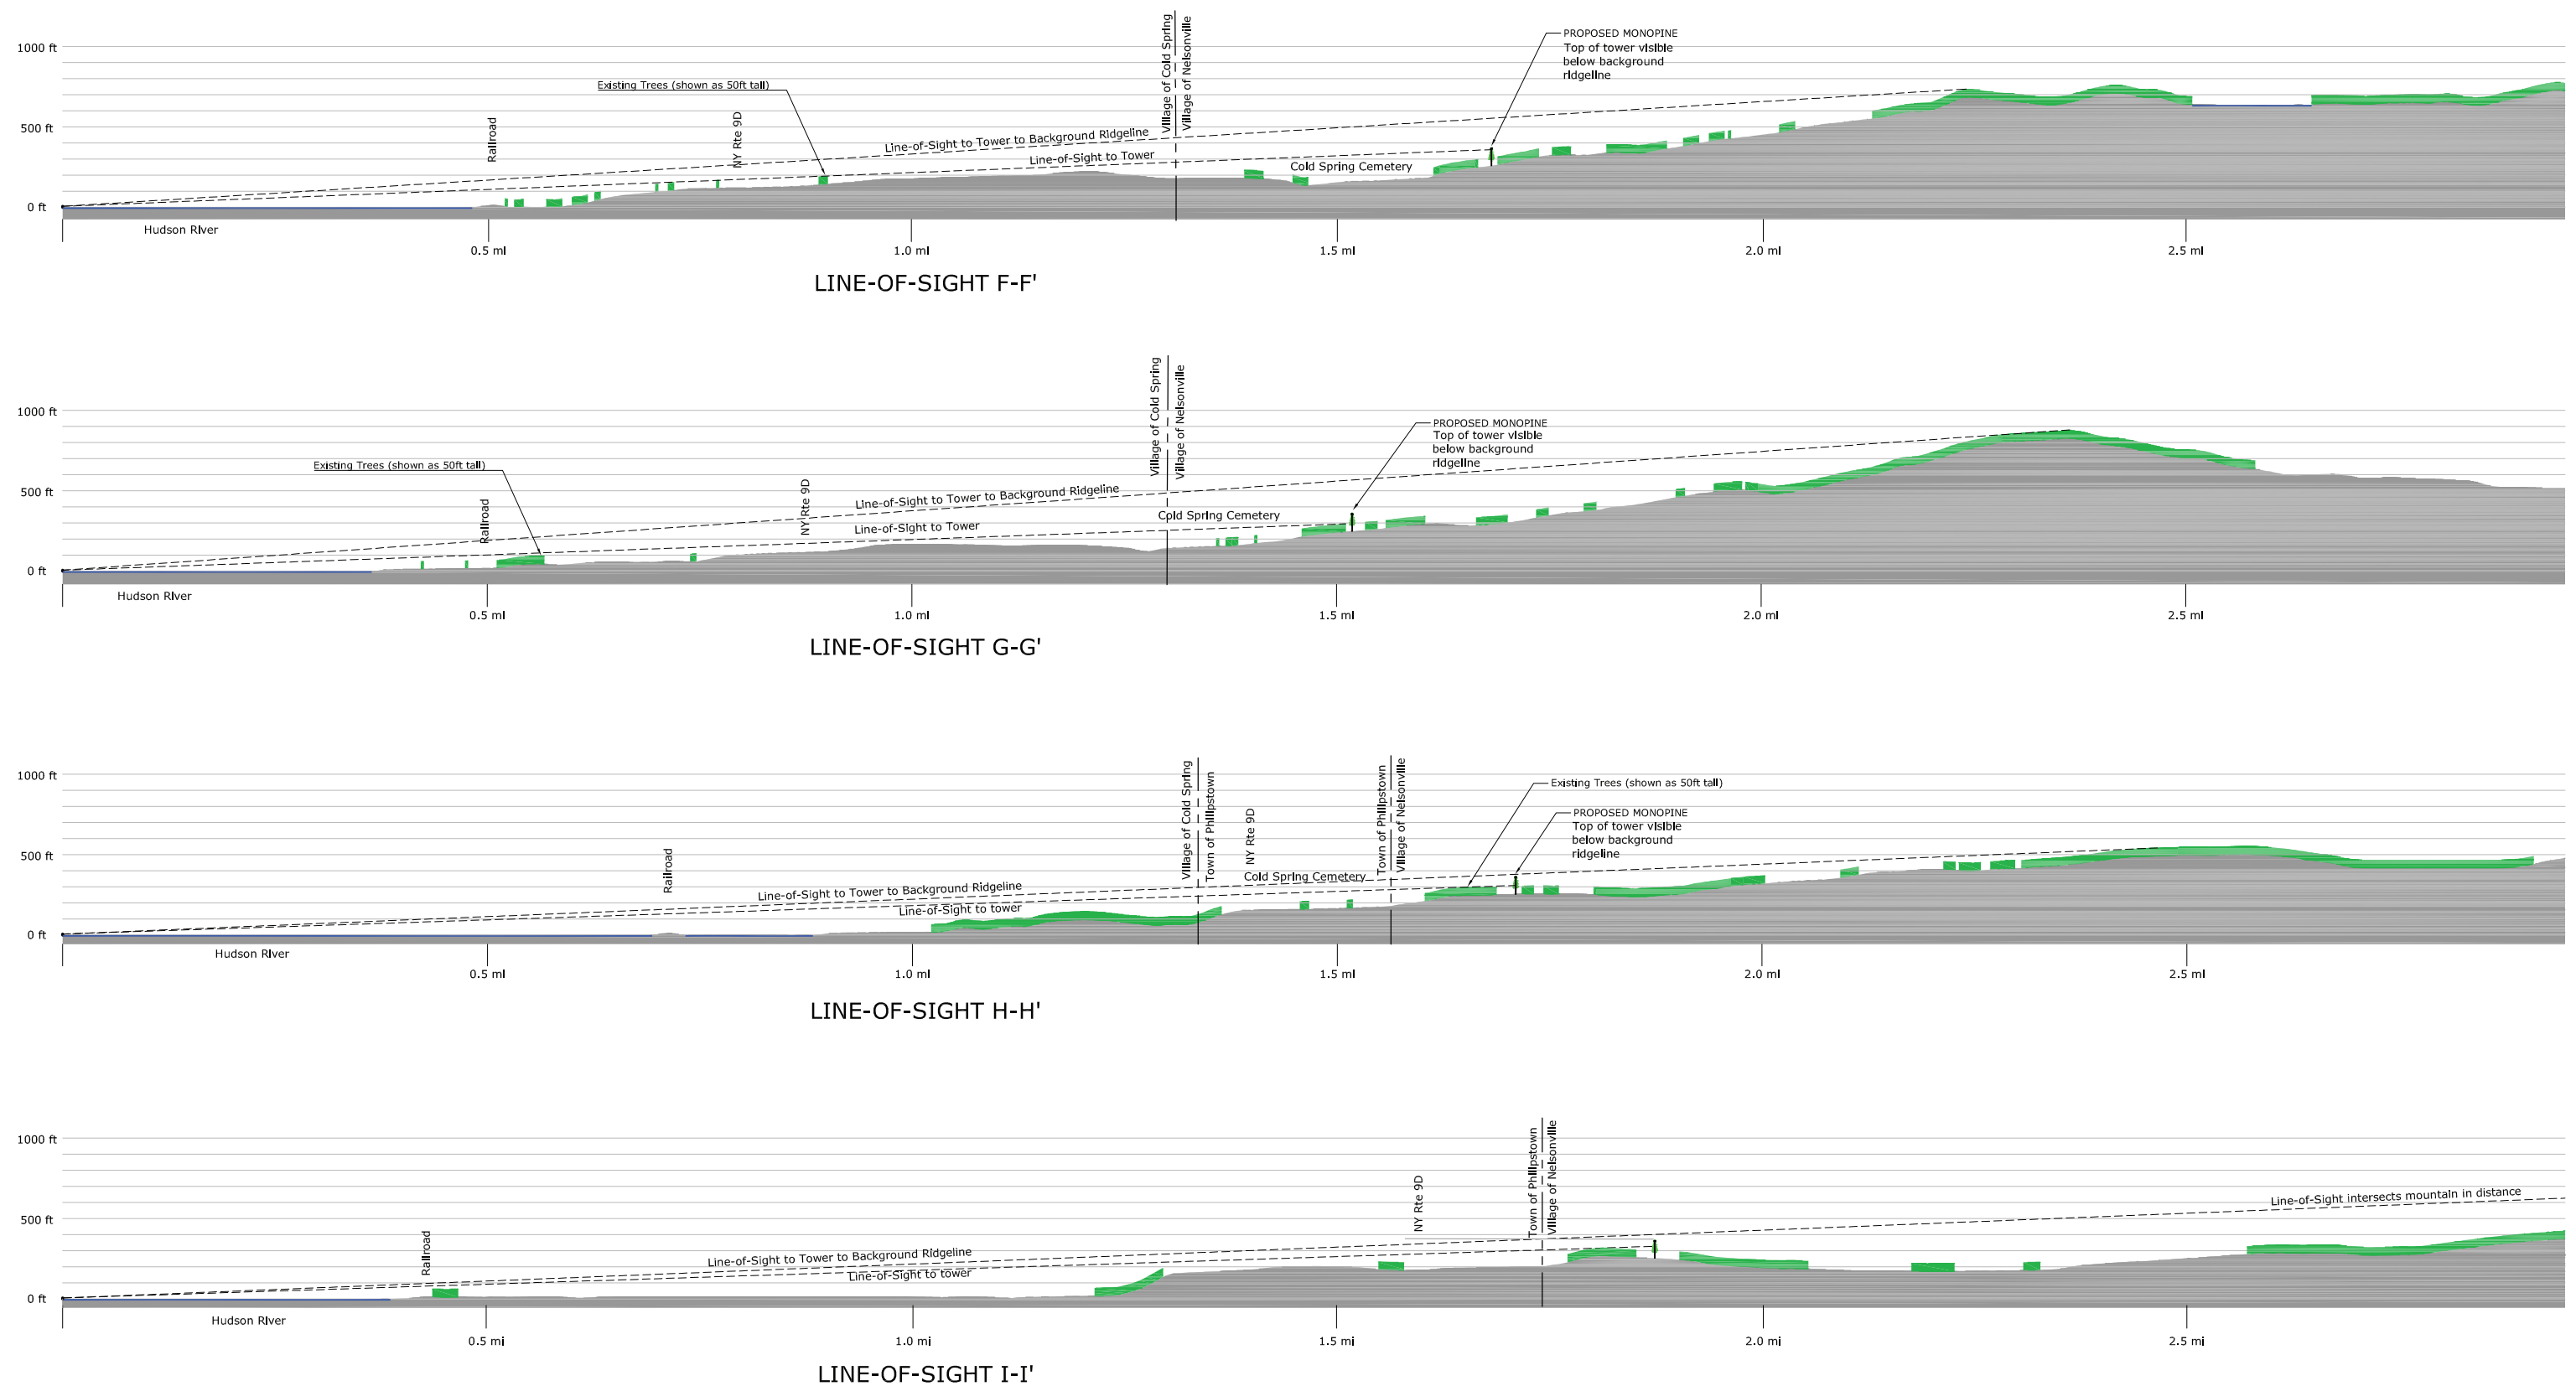 1000 ft
500 ft
0 ft
Existing Trees (shown as 50ft tall)
Railroad
NY Rte 9D
Village of Cold Spring
Village of Nelsonville
PROPOSED MONOPINE
Top of tower visible
below background
ridgeline
Line-of-Sight to Tower to Background Ridgeline
Line-of-Sight to Tower
Cold Spring Cemetery
Hudson River
0.5 mi
1.0 mi
1.5 mi
2.0 mi
2.5 mi
LINE-OF-SIGHT F-F'
1000 ft
500 ft
0 ft
Existing Trees (shown as 50ft tall)
Railroad
NY Rte 9D
Village of Cold Spring
Village of Nelsonville
PROPOSED MONOPINE
Top of tower visible
below background
ridgeline
Line-of-Sight to Tower to Background Ridgeline
Line-of-Sight to Tower
Cold Spring Cemetery
Hudson River
0.5 mi
1.0 mi
1.5 mi
2.0 mi
2.5 mi
LINE-OF-SIGHT G-G'
1000 ft
500 ft
0 ft
Railroad
Village of Cold Spring
Town of Philipstown
NY Rte 9D
Town of Philipstown
Village of Nelsonville
Existing Trees (shown as 50ft tall)
PROPOSED MONOPINE
Top of tower visible
below background
ridgeline
Cold Spring Cemetery
Line-of-Sight to Tower to Background Ridgeline
Line-of-Sight to tower
Hudson River
0.5 mi
1.0 mi
1.5 mi
2.0 mi
2.5 mi
LINE-OF-SIGHT H-H'
1000 ft
500 ft
0 ft
Railroad
NY Rte 9D
Town of Philipstown
Village of Nelsonville
Line-of-Sight intersects mountain in distance
Line-of-Sight to Tower to Background Ridgeline
Line-of-Sight to tower
Hudson River
0.5 mi
1.0 mi
1.5 mi
2.0 mi
2.5 mi
LINE-OF-SIGHT I-I'